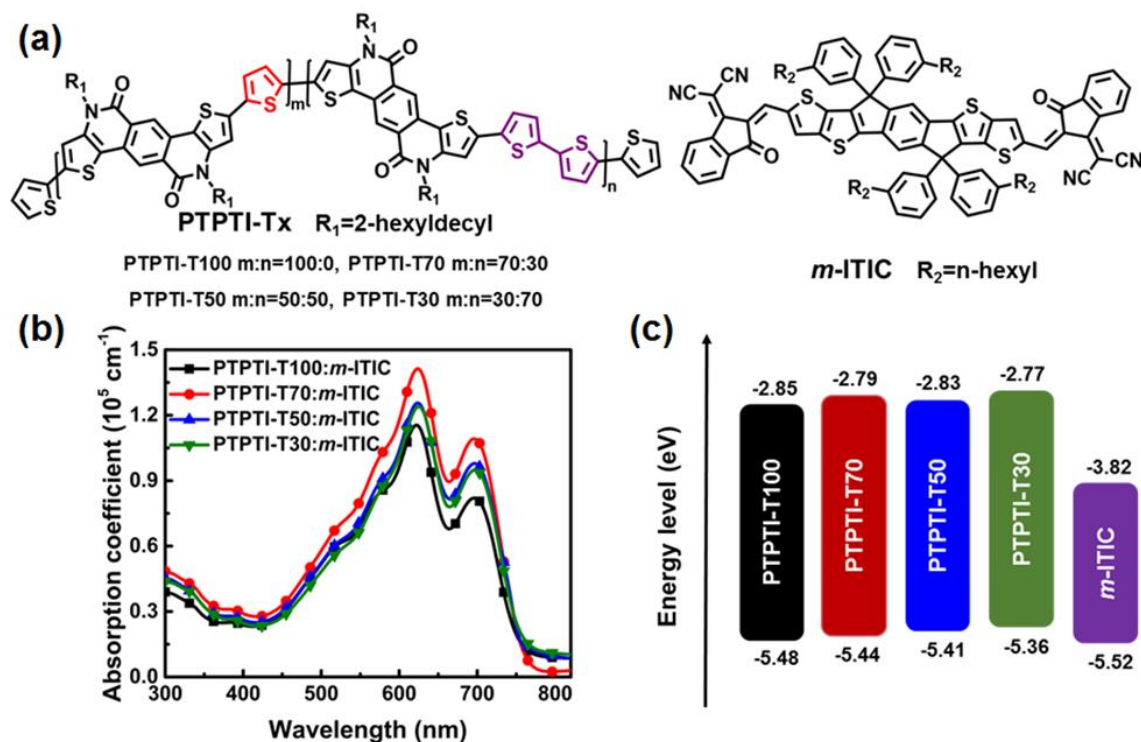 (a)
R1
N
O
S
S
m
R1
N
O
S
R1
N
O
S
S
O
N
R1
S
S
O
N
R1
S
S
S
n
PTPTI-Tx R1=2-hexyldecyl
PTPTI-T100 m:n=100:0, PTPTI-T70 m:n=70:30
PTPTI-T50 m:n=50:50, PTPTI-T30 m:n=30:70
R2
R2
NC
CN
O
S
S
S
S
O
R2
R2
NC
CN
m-ITIC R2=n-hexyl
(b)
Absorption coefficient (10^5 cm^-1)
1.5
1.2
0.9
0.6
0.3
0.0
PTPTI-T100:m-ITIC
PTPTI-T70:m-ITIC
PTPTI-T50:m-ITIC
PTPTI-T30:m-ITIC
300 400 500 600 700 800
Wavelength (nm)
(c)
Energy level (eV)
-2.85 -2.79 -2.83 -2.77 -3.82
PTPTI-T100
PTPTI-T70
PTPTI-T50
PTPTI-T30
m-ITIC
-5.48 -5.44 -5.41 -5.36 -5.52